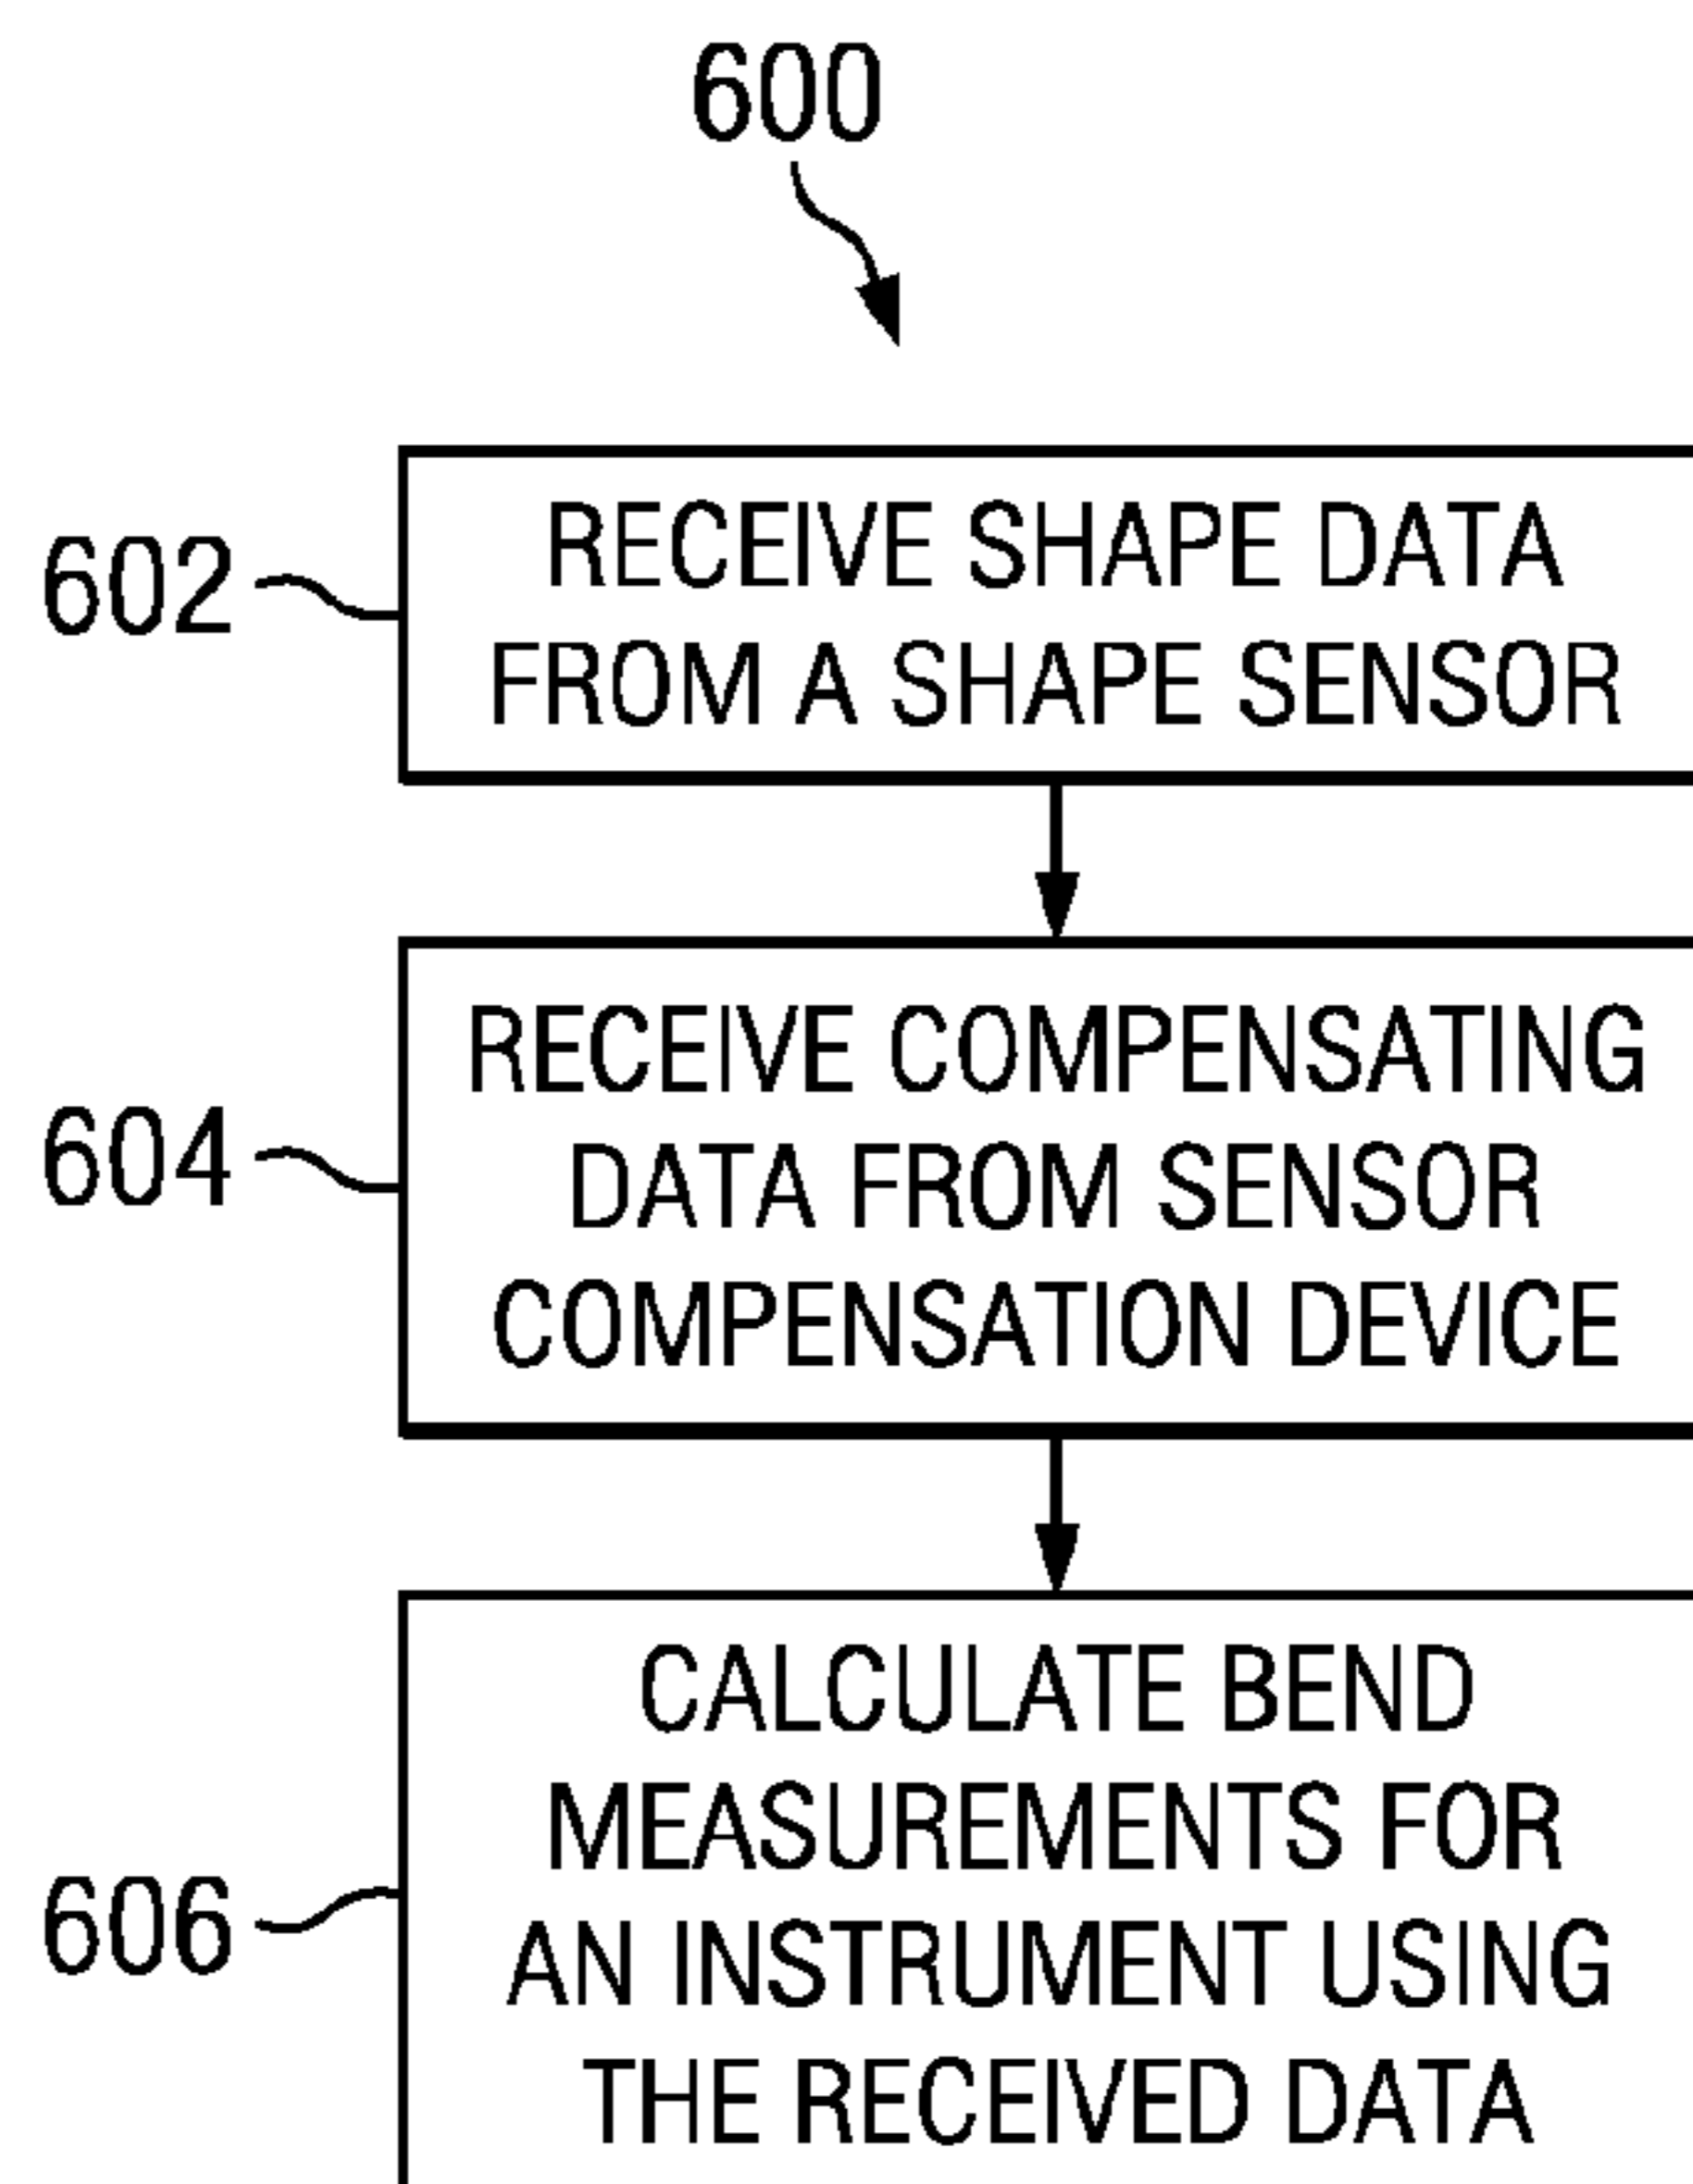 600
602
RECEIVE SHAPE DATA
FROM A SHAPE SENSOR
604
RECEIVE COMPENSATING
DATA FROM SENSOR
COMPENSATION DEVICE
606
CALCULATE BEND
MEASUREMENTS FOR
AN INSTRUMENT USING
THE RECEIVED DATA